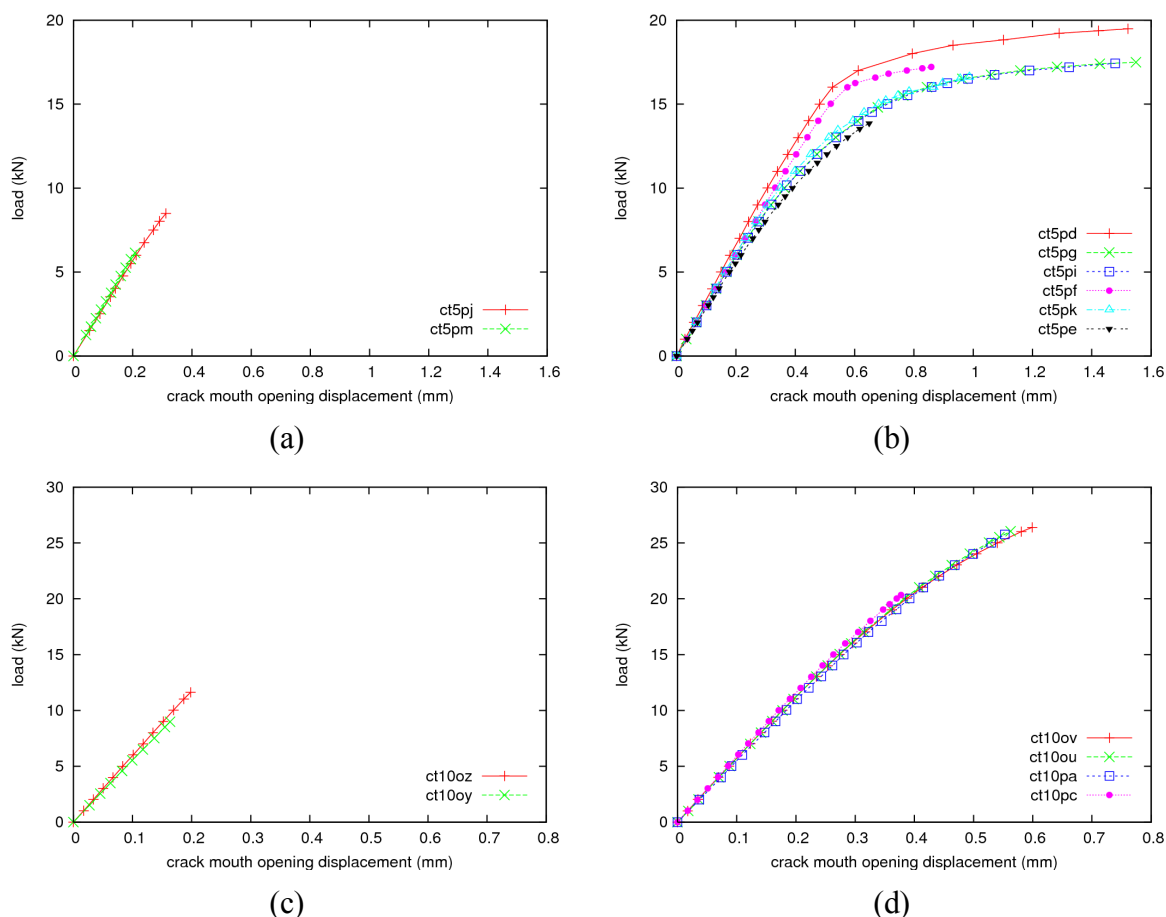 20
15
10
5
0
load (kN)
ct5pj
ct5pm
0 0.2 0.4 0.6 0.8 1 1.2 1.4 1.6
crack mouth opening displacement (mm)
(a)
20
15
10
5
0
load (kN)
ct5pd
ct5pg
ct5pi
ct5pf
ct5pk
ct5pe
0 0.2 0.4 0.6 0.8 1 1.2 1.4 1.6
crack mouth opening displacement (mm)
(b)
30
25
20
15
10
5
0
load (kN)
ct10oz
ct10oy
0 0.1 0.2 0.3 0.4 0.5 0.6 0.7 0.8
crack mouth opening displacement (mm)
(c)
30
25
20
15
10
5
0
load (kN)
ct10ov
ct10ou
ct10pa
ct10pc
0 0.1 0.2 0.3 0.4 0.5 0.6 0.7 0.8
crack mouth opening displacement (mm)
(d)